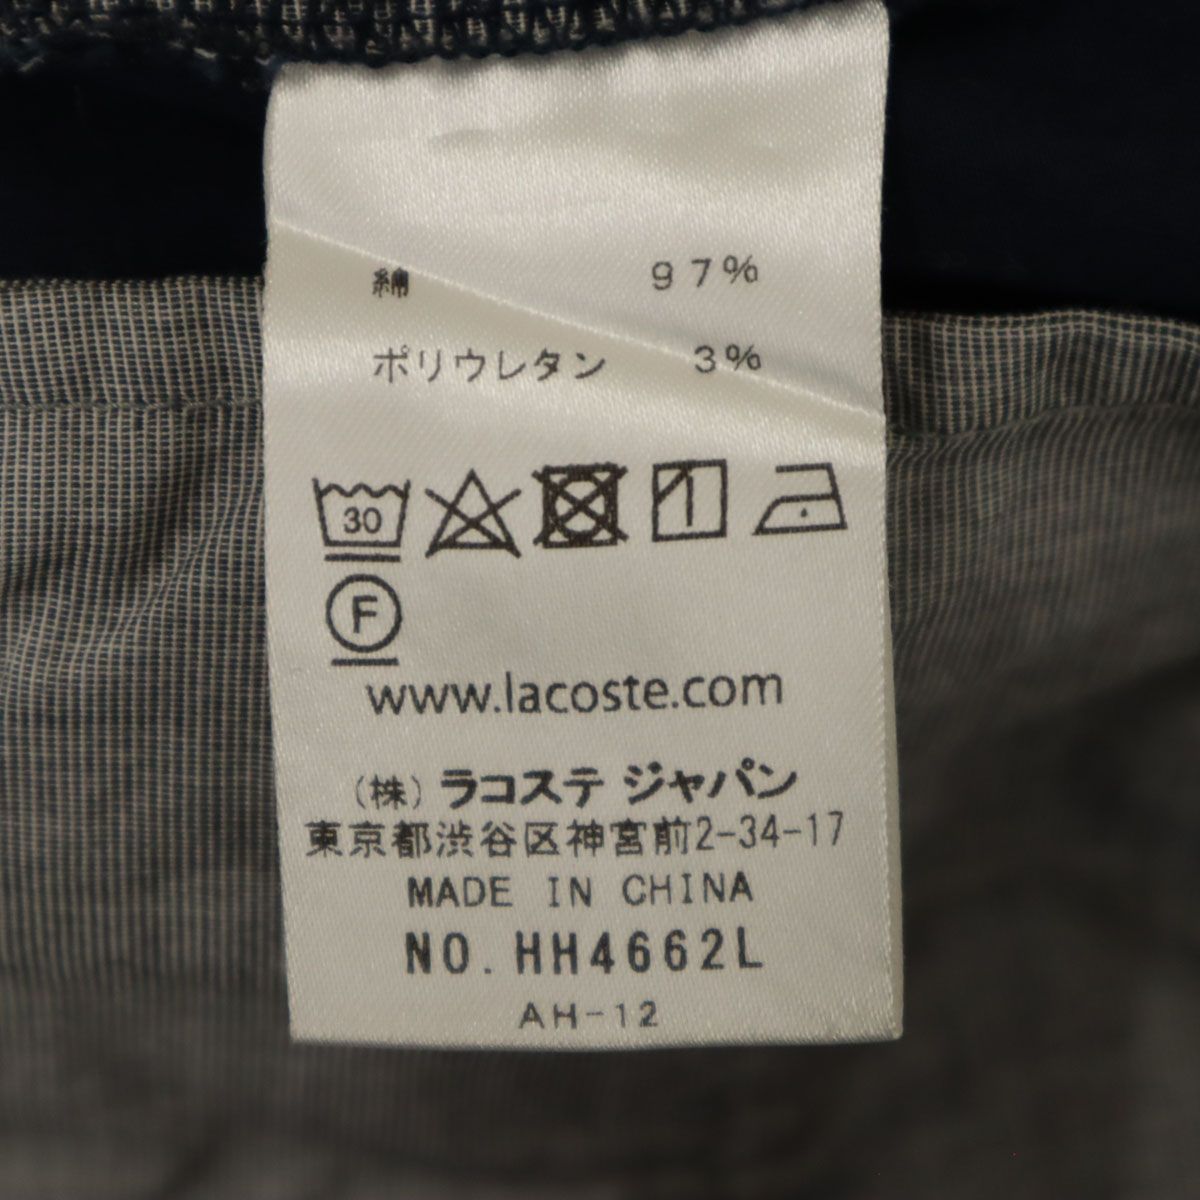 綿 97%
ポリウレタン 3%
30
F
www.lacoste.com
(株) ラコステ ジャパン
東京都渋谷区神宮前2-34-17
MADE IN CHINA
NO. HH4662L
AH-12